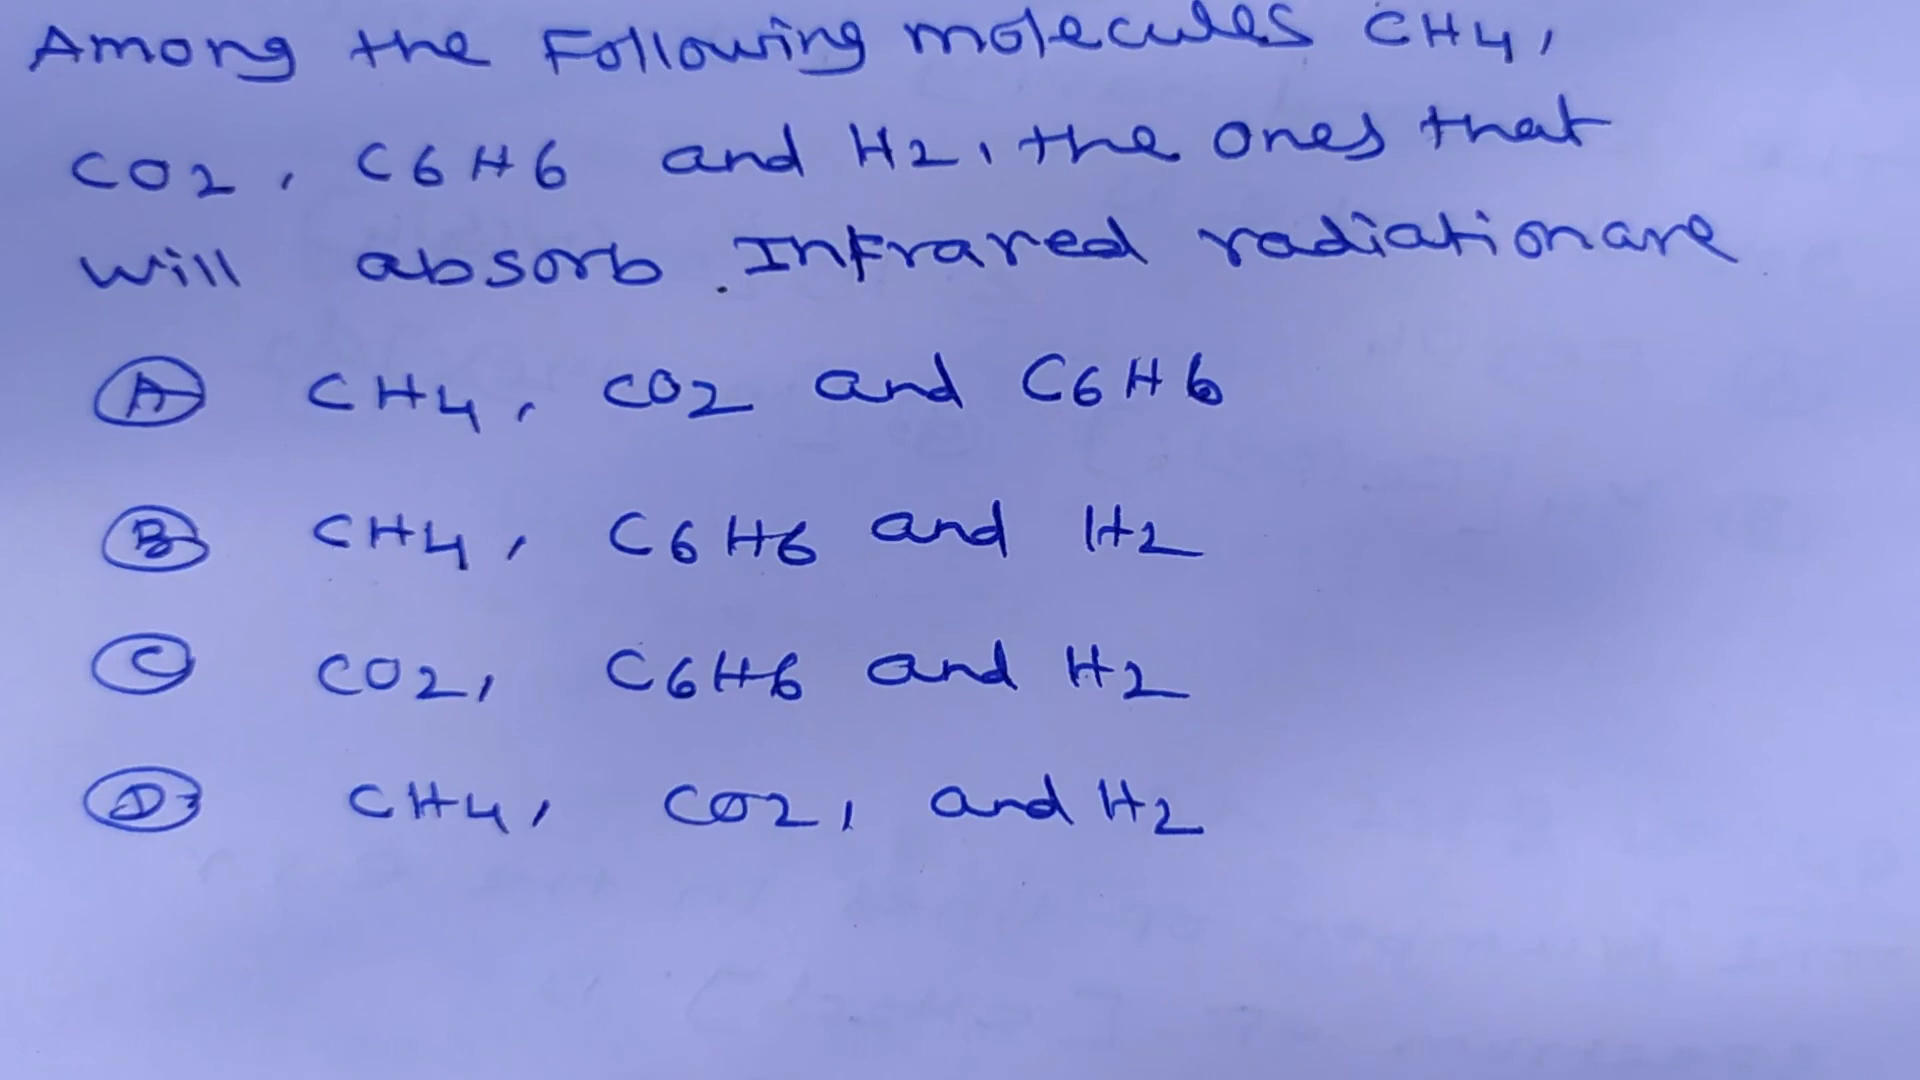 Among the Following molecules CH4,
CO2, C6H6 and H2, the ones that
will absorb Infrared radiation are
A CH4, CO2 and C6H6
B CH4, C6H6 and H2
C CO2, C6H6 and H2
D CH4, CO2, and H2